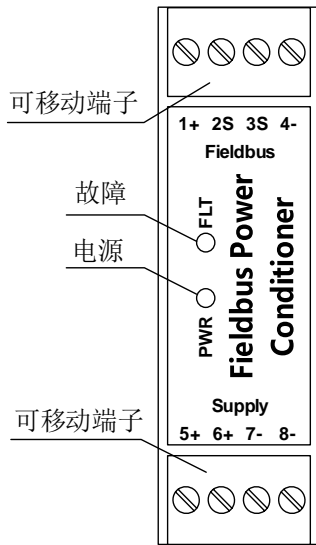 可移动端子
1+ 2S 3S 4-
Fieldbus
故障
FLT
电源
PWR
Fieldbus Power
Conditioner
可移动端子
Supply
5+ 6+ 7- 8-